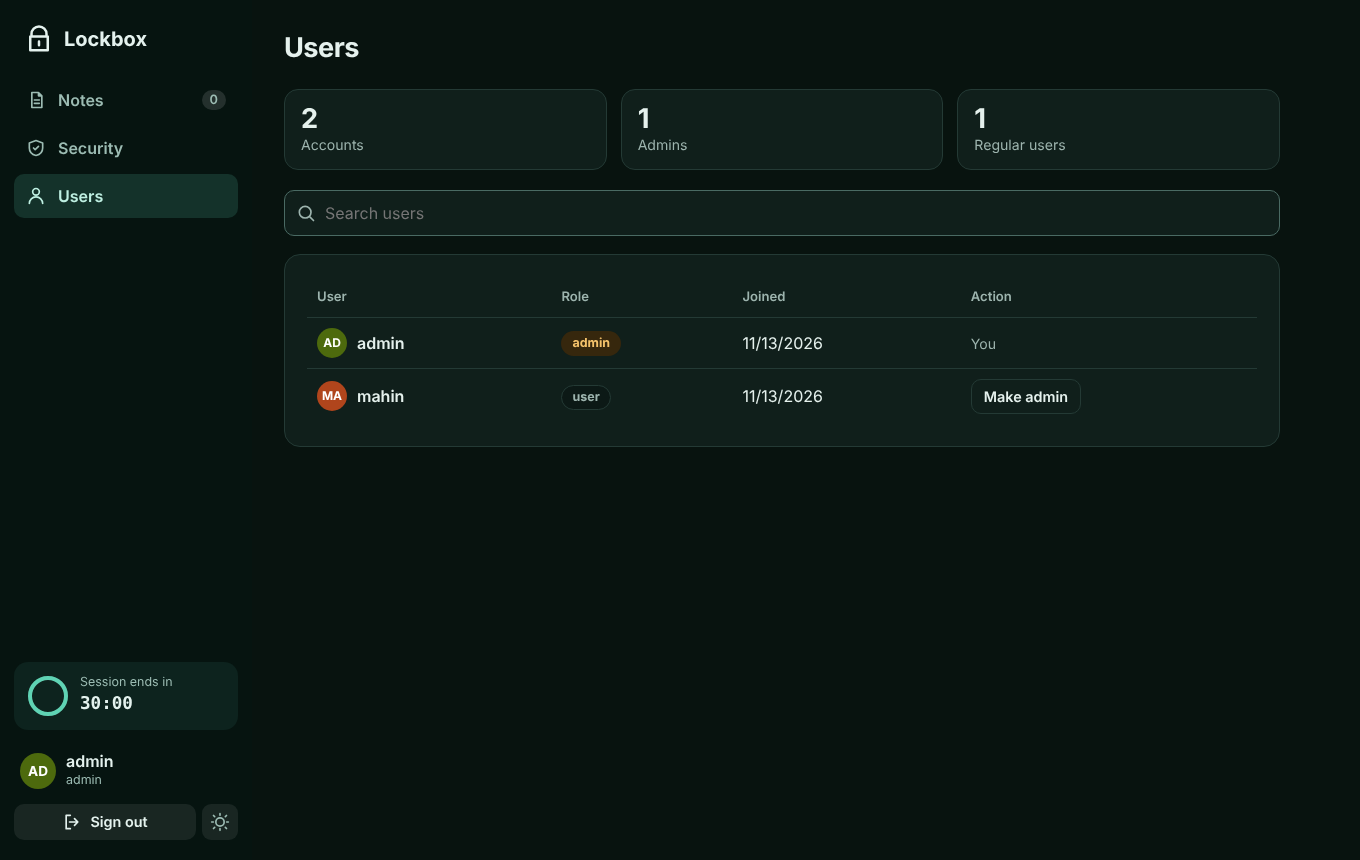 Lockbox
Notes 0
Security
Users
Session ends in
30:00
AD admin
admin
Sign out
Users
2 1 1
Accounts Admins Regular users
Search users
User Role Joined Action
AD admin admin 11/13/2026 You
MA mahin user 11/13/2026 Make admin